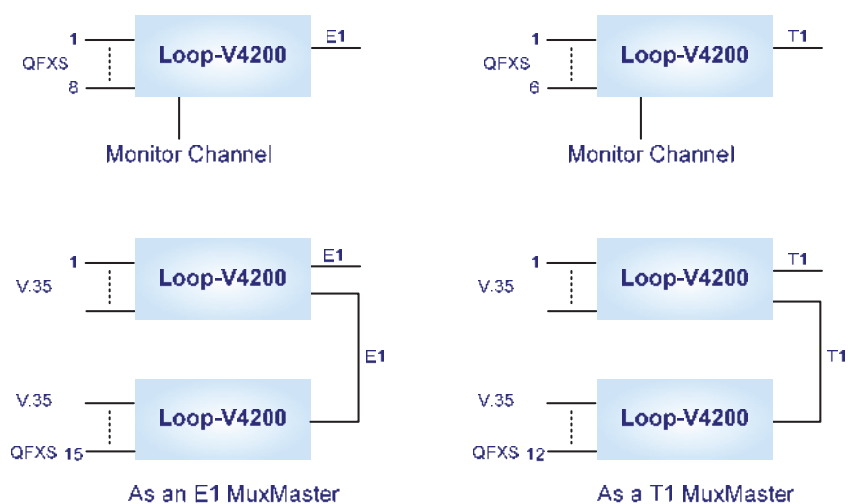 1
QFXS
8
Loop-V4200
E1
Monitor Channel
1
QFXS
6
Loop-V4200
T1
Monitor Channel
1
V.35
Loop-V4200
E1
E1
V.35
QFXS 15
Loop-V4200
As an E1 MuxMaster
1
V.35
Loop-V4200
T1
T1
V.35
QFXS 12
Loop-V4200
As a T1 MuxMaster